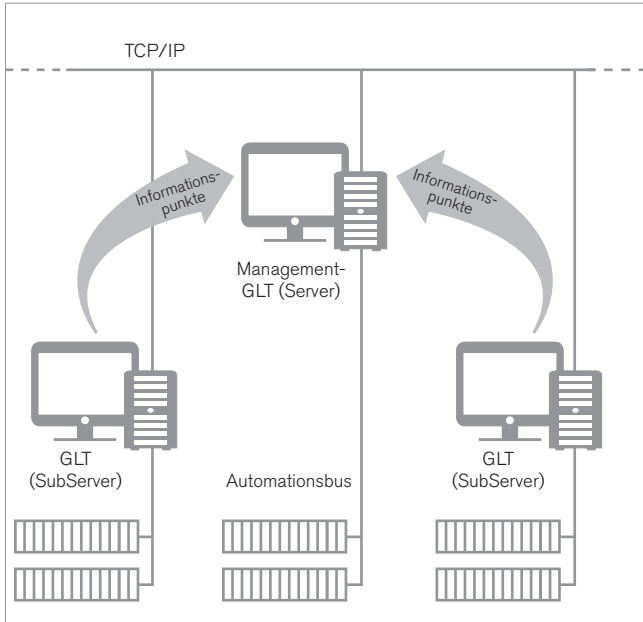 TCP/IP
Informations-
punkte
Informations-
punkte
Management-
GLT (Server)
GLT
(SubServer)
Automationsbus
GLT
(SubServer)